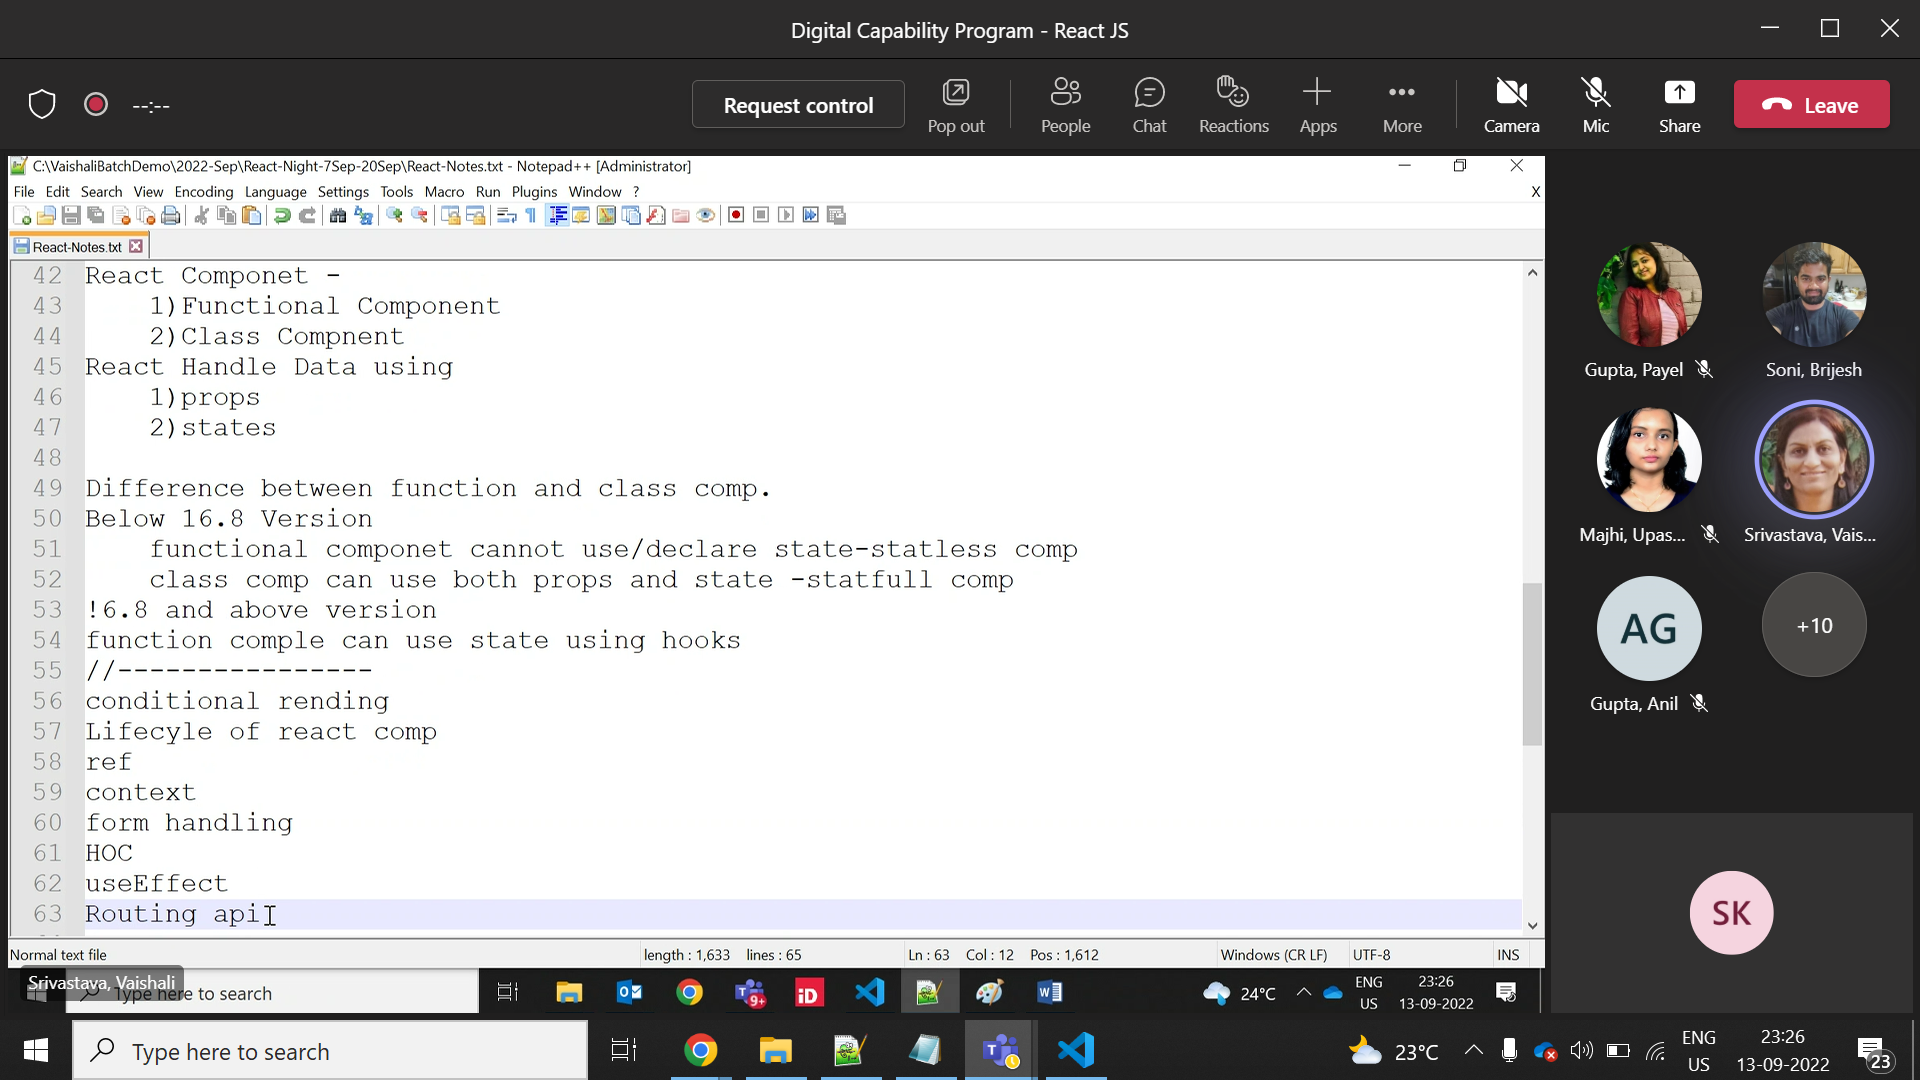 Digital Capability Program - React JS
--:--
Request control
Pop out
People
Chat
Reactions
Apps
More
Camera
Mic
Share
Leave
C:\VaishaliBatchDemo\2022-Sep\React-Night-7Sep-20Sep\React-Notes.txt - Notepad++ [Administrator]
File Edit Search View Encoding Language Settings Tools Macro Run Plugins Window ?
X
React-Notes.txt
42 React Componet -
43 1)Functional Component
44 2)Class Compnent
45 React Handle Data using
46 1)props
47 2)states
48
49 Difference between function and class comp.
50 Below 16.8 Version
51 functional componet cannot use/declare state-statless comp
52 class comp can use both props and state -statfull comp
53 !6.8 and above version
54 function comple can use state using hooks
55 //----------------
56 conditional rending
57 Lifecyle of react comp
58 ref
59 context
60 form handling
61 HOC
62 useEffect
63 Routing api
Normal text file
length : 1,633 lines : 65
Ln : 63 Col : 12 Pos : 1,612
Windows (CR LF)
UTF-8
INS
Srivastava, Vaishali
Type here to search
9+
iD
24°C
ENG
US
23:26
13-09-2022
Gupta, Payel
Soni, Brijesh
Majhi, Upas...
Srivastava, Vais...
AG
+10
Gupta, Anil
SK
Type here to search
23°C
ENG
US
23:26
13-09-2022
23